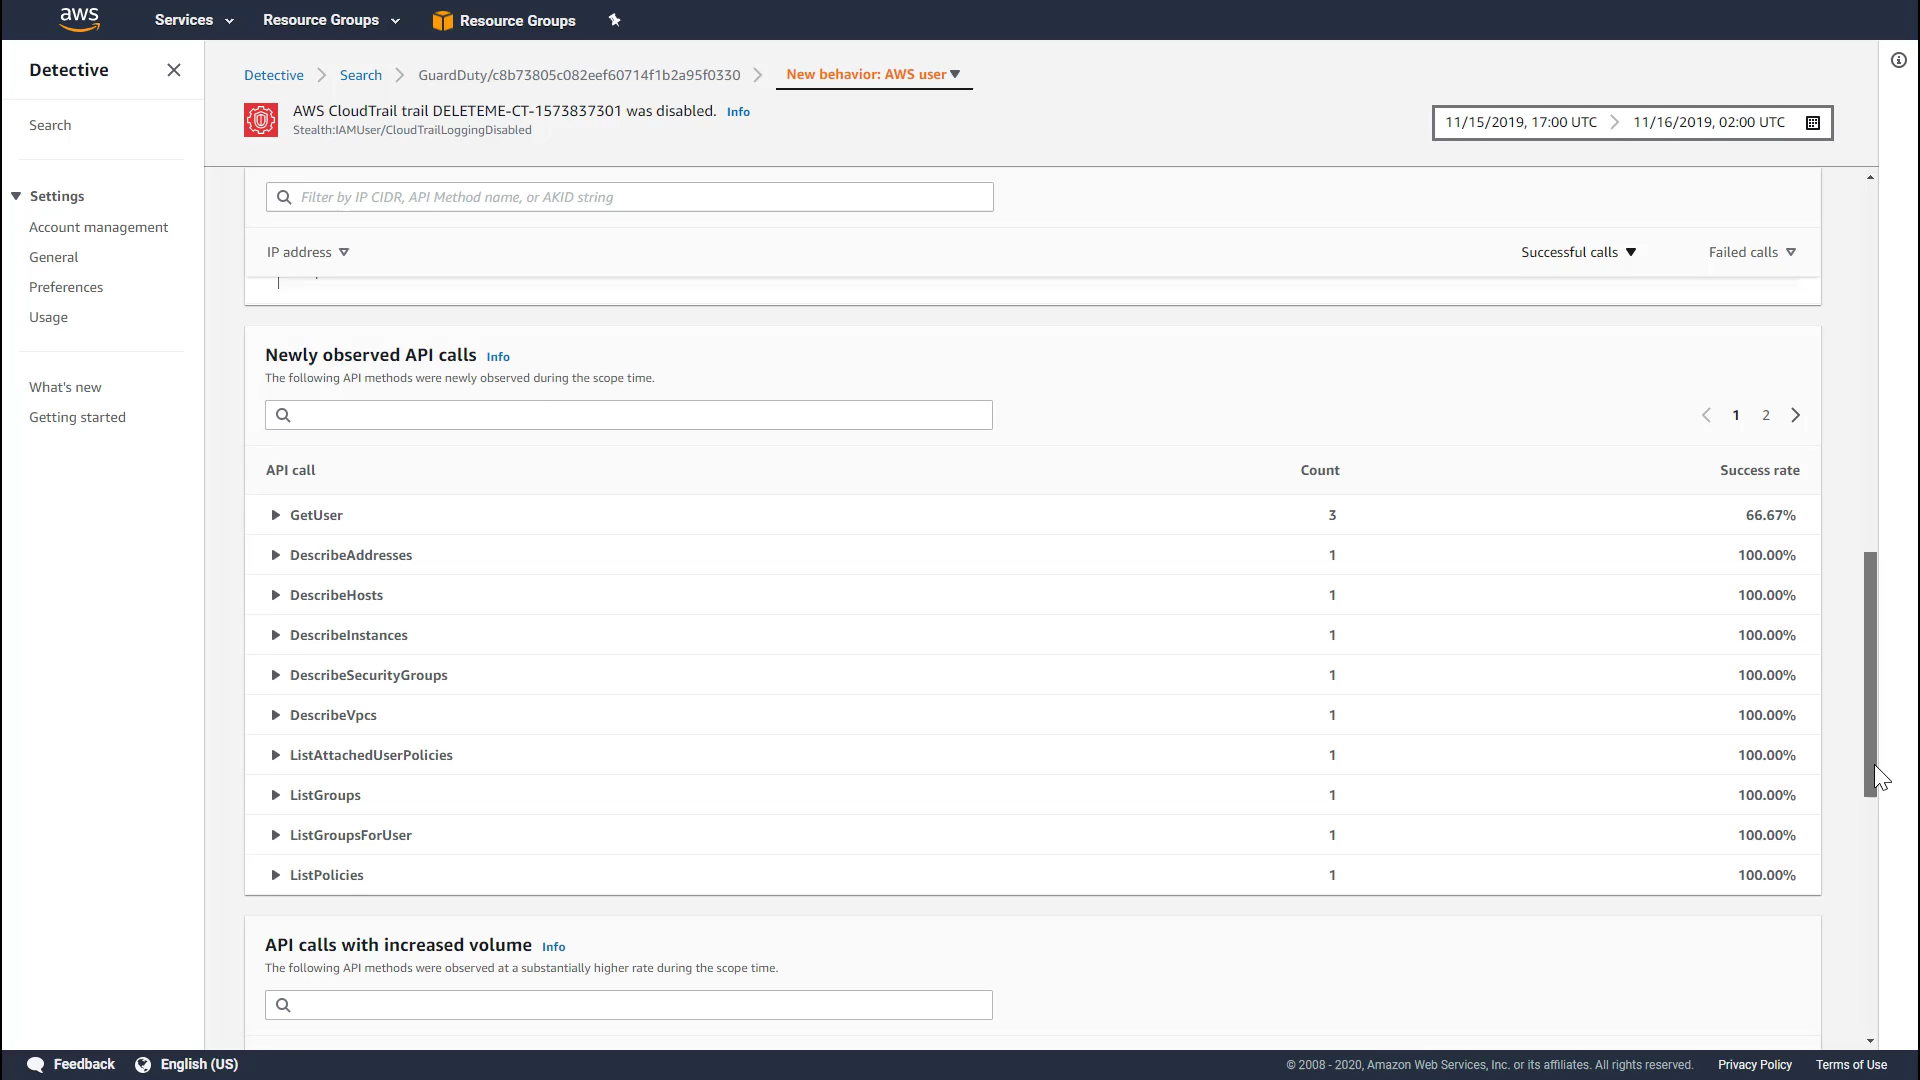 aws Services Resource Groups Resource Groups
Detective
Search
Settings
Account management
General
Preferences
Usage
What's new
Getting started
Detective Search GuardDuty/c8b73805c082eef60714f1b2a95f0330 New behavior: AWS user
AWS CloudTrail trail DELETEME-CT-1573837301 was disabled. Info
Stealth:IAMUser/CloudTrailLoggingDisabled
11/15/2019, 17:00 UTC 11/16/2019, 02:00 UTC
Filter by IP CIDR, API Method name, or AKID string
IP address Successful calls Failed calls
Newly observed API calls Info
The following API methods were newly observed during the scope time.
1 2
API call Count Success rate
GetUser 3 66.67%
DescribeAddresses 1 100.00%
DescribeHosts 1 100.00%
DescribeInstances 1 100.00%
DescribeSecurityGroups 1 100.00%
DescribeVpcs 1 100.00%
ListAttachedUserPolicies 1 100.00%
ListGroups 1 100.00%
ListGroupsForUser 1 100.00%
ListPolicies 1 100.00%
API calls with increased volume Info
The following API methods were observed at a substantially higher rate during the scope time.
Feedback English (US) © 2008 - 2020, Amazon Web Services, Inc. or its affiliates. All rights reserved. Privacy Policy Terms of Use